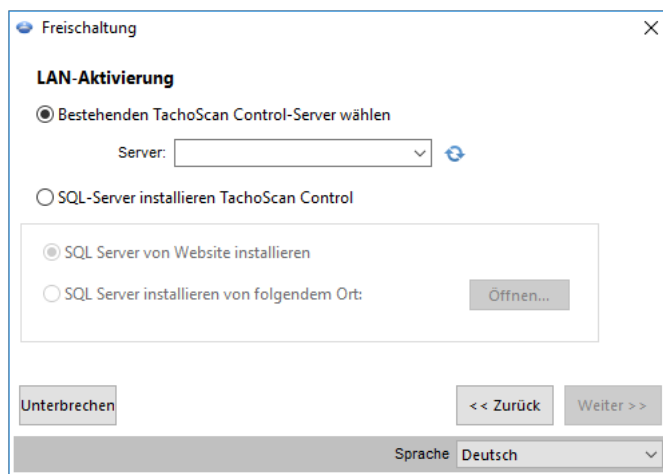 Freischaltung
LAN-Aktivierung
Bestehenden TachoScan Control-Server wählen
Server:
SQL-Server installieren TachoScan Control
SQL Server von Website installieren
SQL Server installieren von folgendem Ort:
Öffnen...
Unterbrechen
<< Zurück
Weiter >>
Sprache
Deutsch